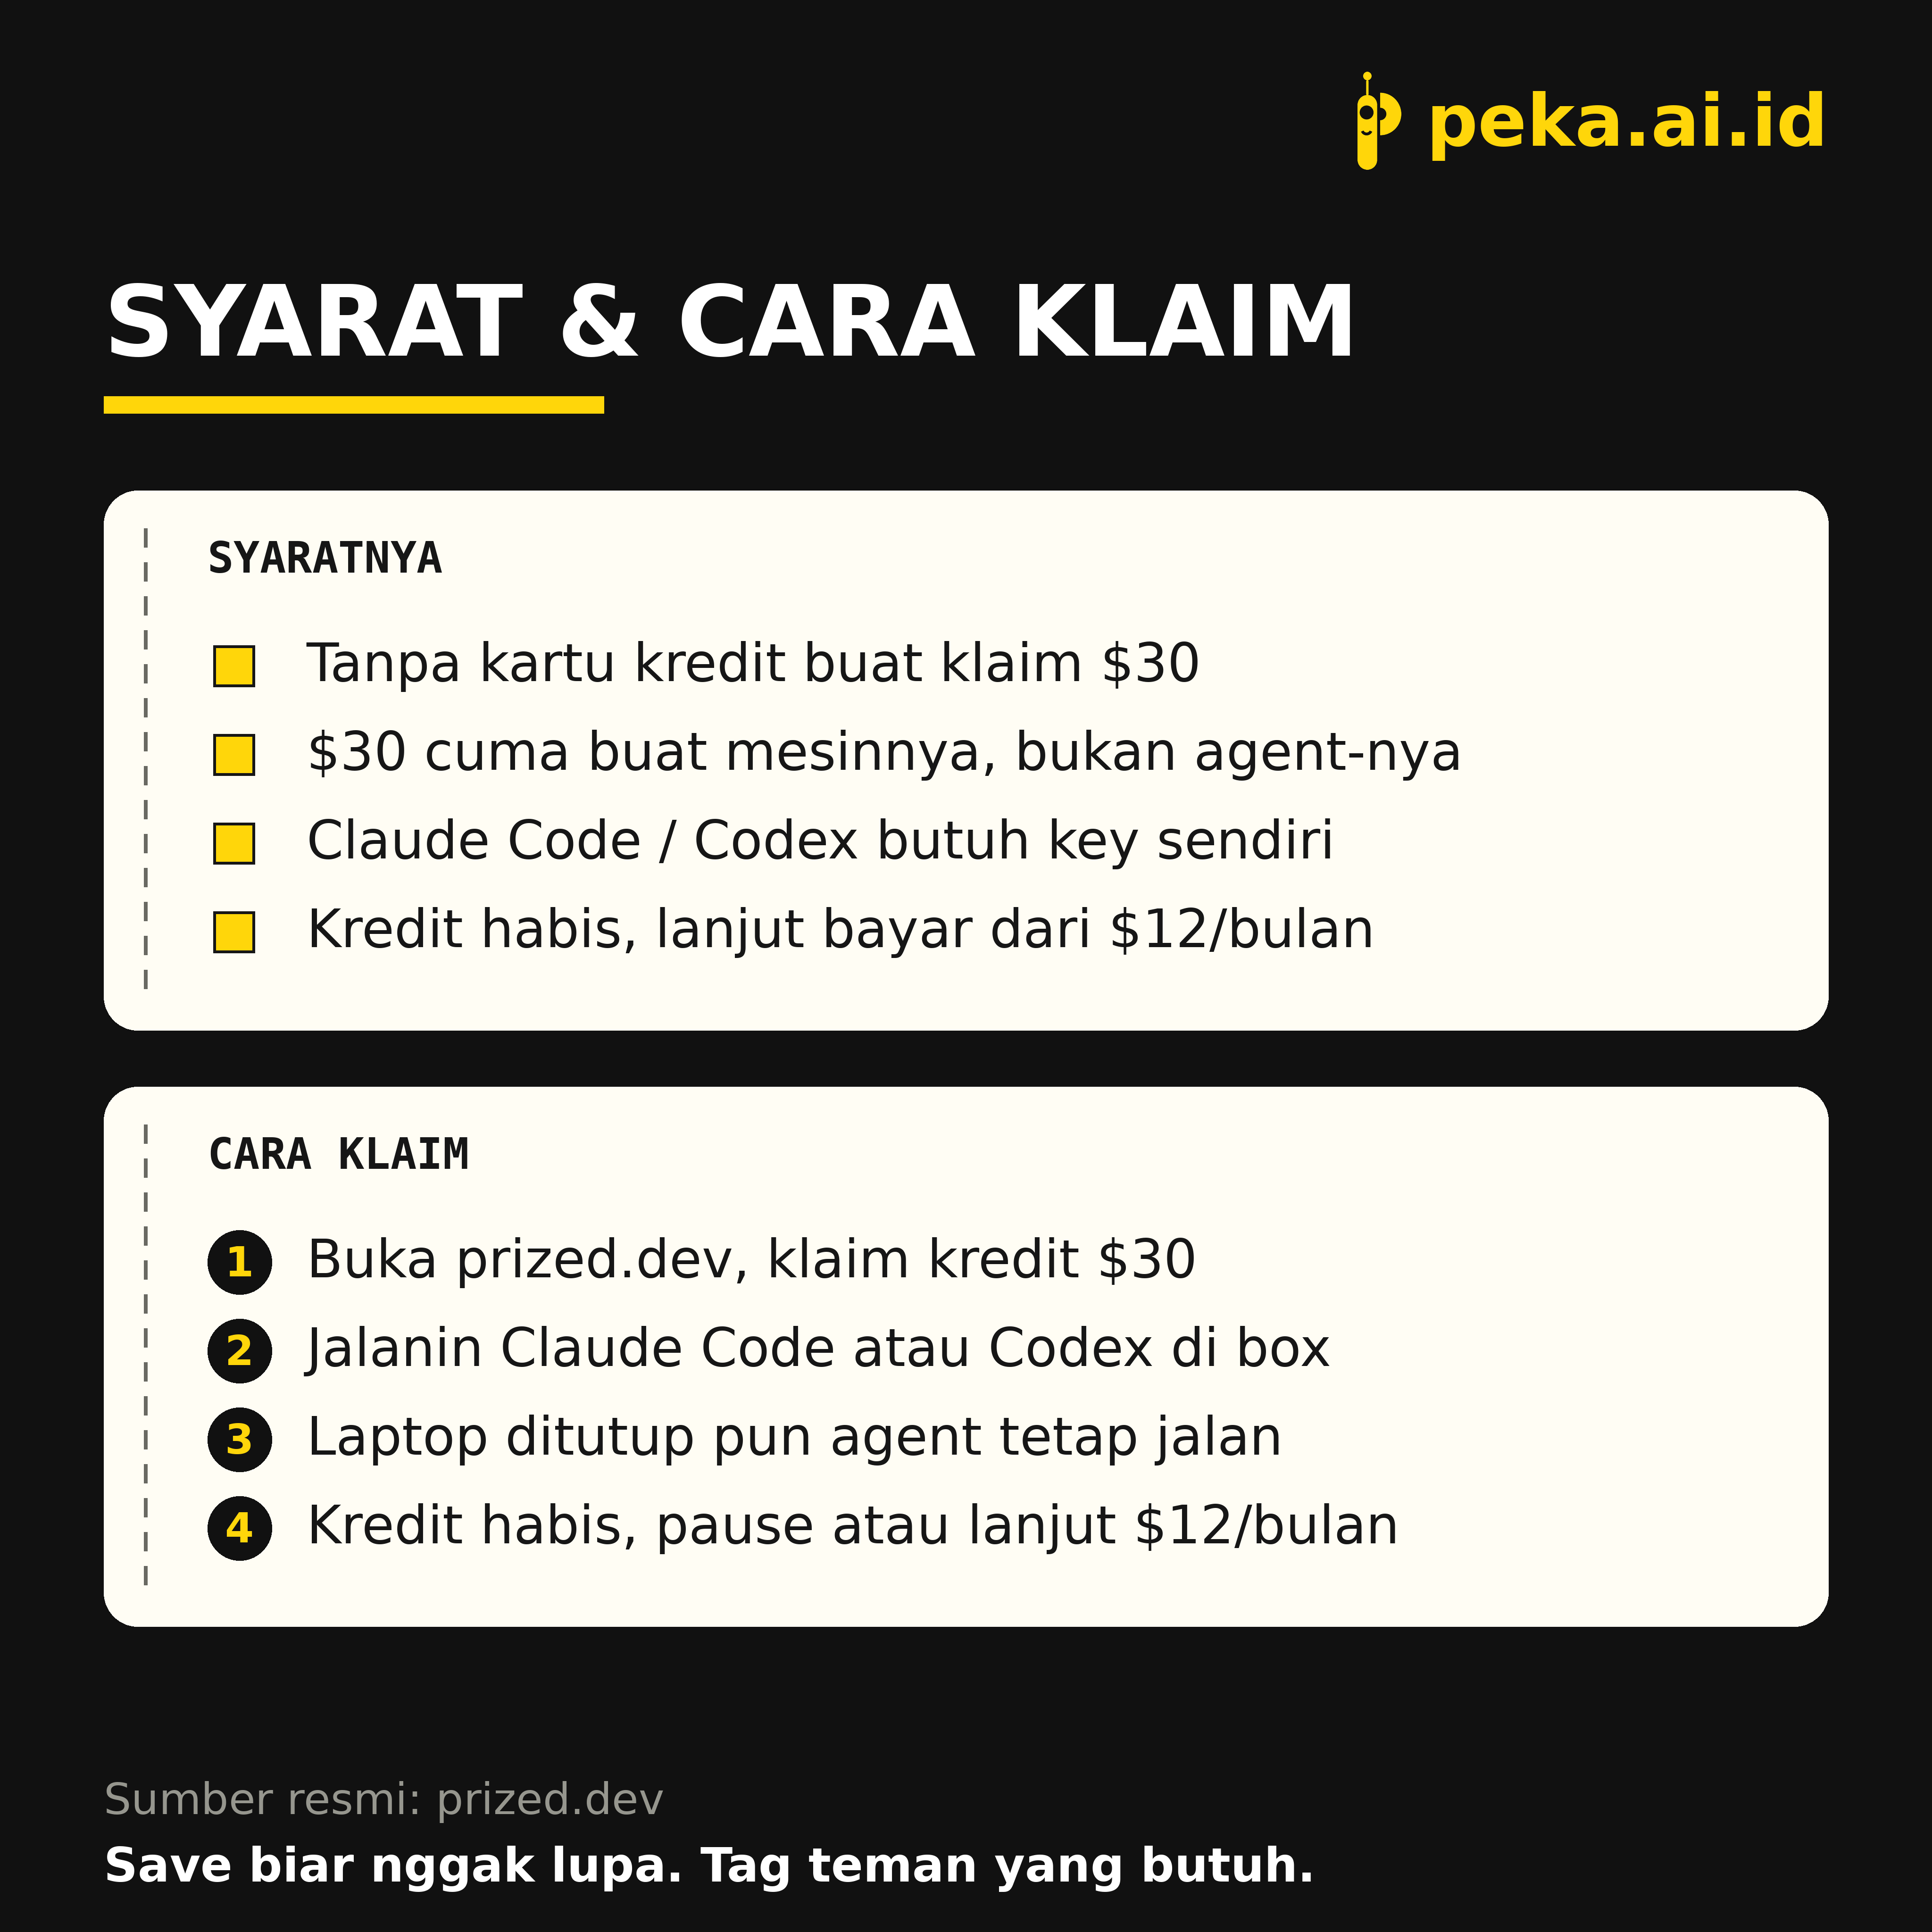 peka.ai.id
SYARAT & CARA KLAIM
SYARATNYA
Tanpa kartu kredit buat klaim $30
$30 cuma buat mesinnya, bukan agent-nya
Claude Code / Codex butuh key sendiri
Kredit habis, lanjut bayar dari $12/bulan
CARA KLAIM
1 Buka prized.dev, klaim kredit $30
2 Jalanin Claude Code atau Codex di box
3 Laptop ditutup pun agent tetap jalan
4 Kredit habis, pause atau lanjut $12/bulan
Sumber resmi: prized.dev
Save biar nggak lupa. Tag teman yang butuh.